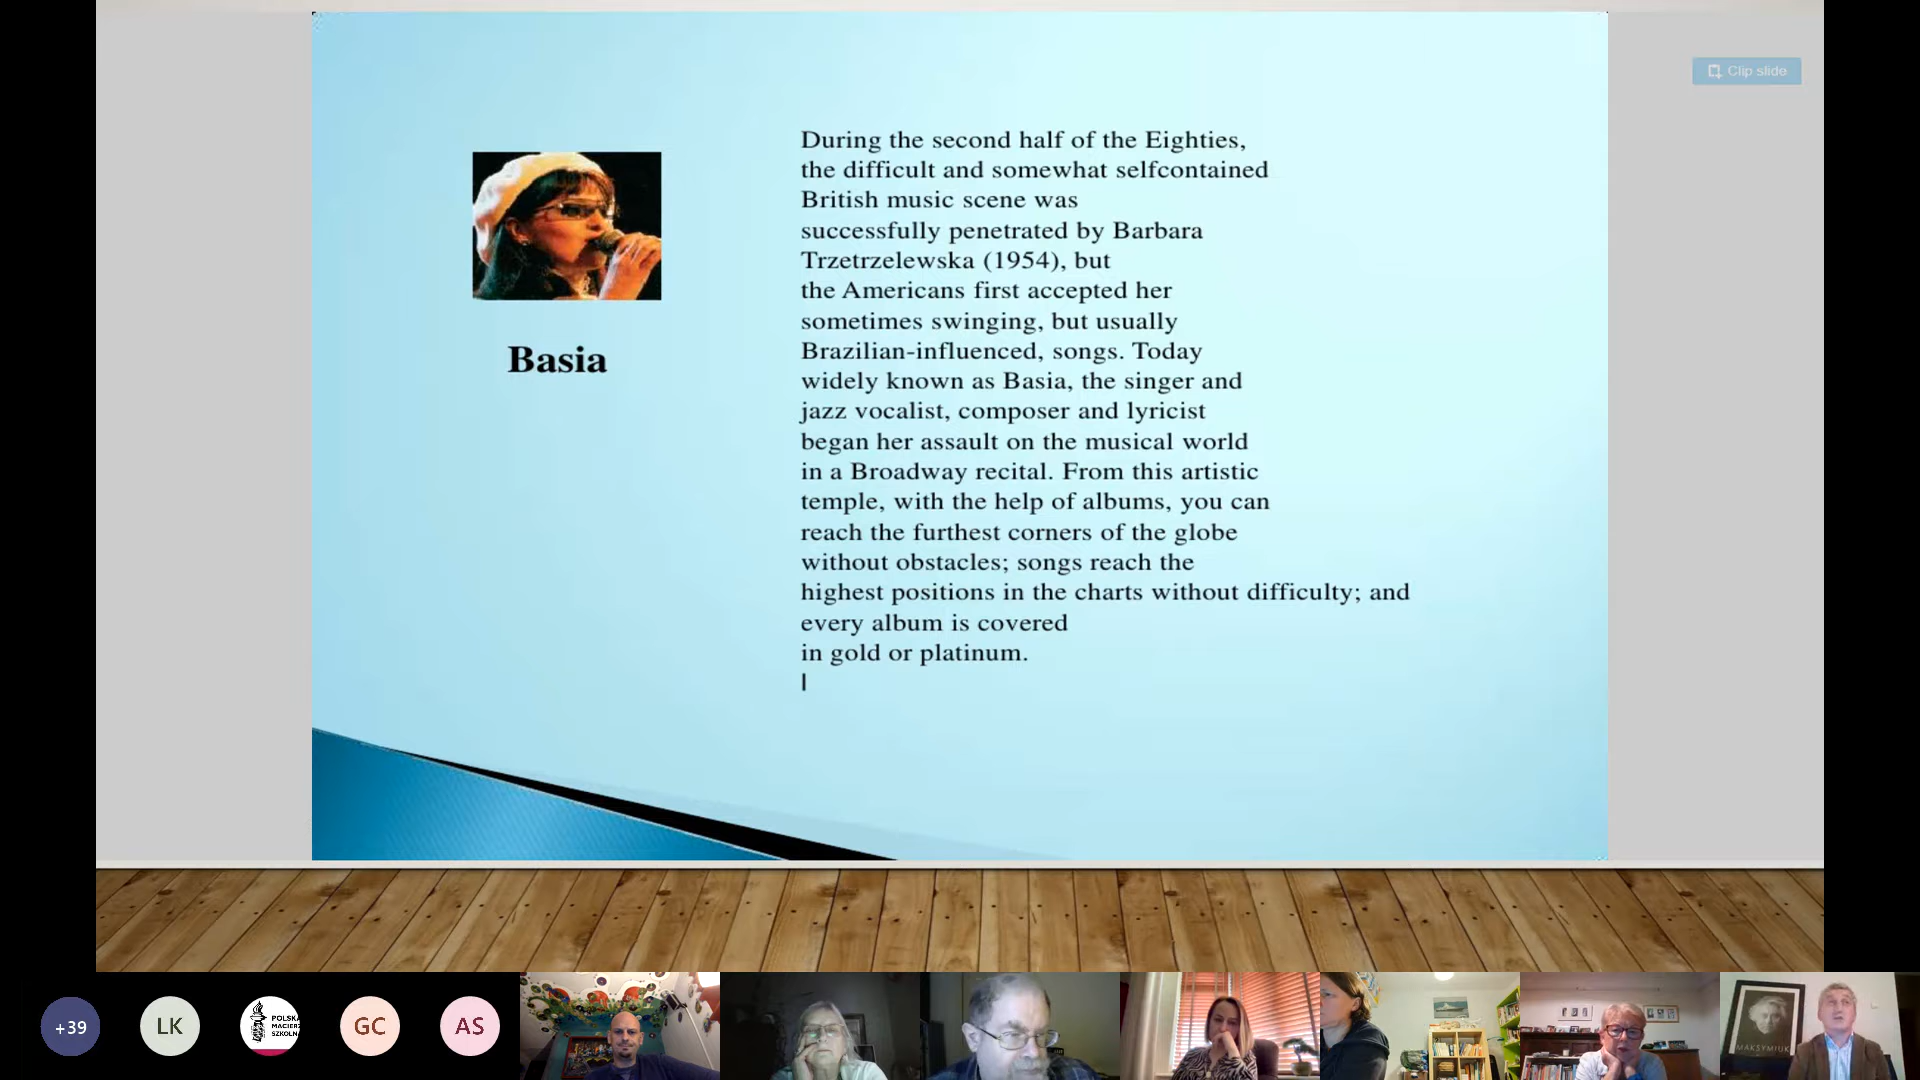 Clip slide
During the second half of the Eighties,
the difficult and somewhat selfcontained
British music scene was
successfully penetrated by Barbara
Trzetrzelewska (1954), but
the Americans first accepted her
sometimes swinging, but usually
Brazilian-influenced, songs. Today
widely known as Basia, the singer and
jazz vocalist, composer and lyricist
began her assault on the musical world
in a Broadway recital. From this artistic
temple, with the help of albums, you can
reach the furthest corners of the globe
without obstacles; songs reach the
highest positions in the charts without difficulty; and
every album is covered
in gold or platinum.
Basia
+39
LK
POLSKA
MACIERZ
SZKOLNA
GC
AS
MAKSYMIUK